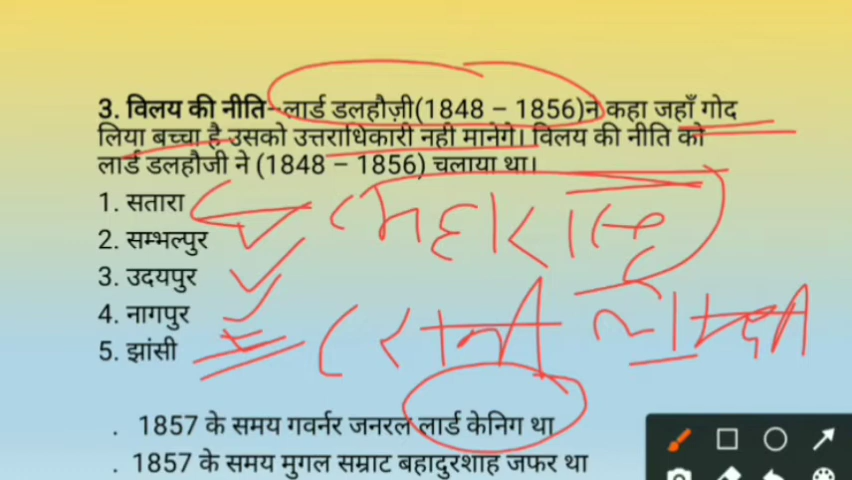 3. विलय की नीति- लार्ड डलहौज़ी(1848 – 1856)ने कहा जहाँ गोद
लिया बच्चा है उसको उत्तराधिकारी नही मानेगे। विलय की नीति को
लार्ड डलहौजी ने (1848 – 1856) चलाया था।
1. सतारा
(महाराष्ट्र)
2. सम्भलपुर
3. उदयपुर
4. नागपुर
5. झांसी
(रानी
. 1857 के समय गवर्नर जनरल लार्ड केनिग था
. 1857 के समय मुगल सम्राट बहादुरशाह जफर था